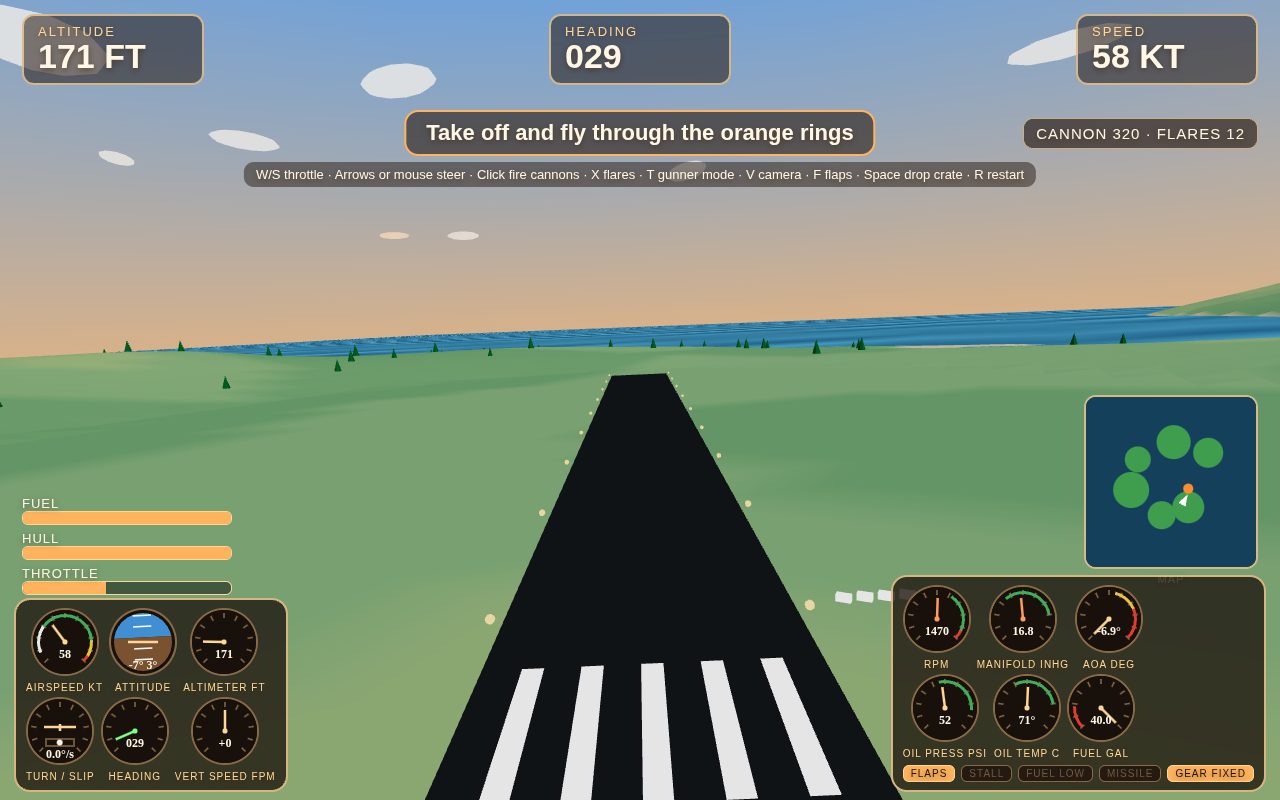 ALTITUDE
171 FT
HEADING
029
SPEED
58 KT
Take off and fly through the orange rings
CANNON 320 · FLARES 12
W/S throttle · Arrows or mouse steer · Click fire cannons · X flares · T gunner mode · V camera · F flaps · Space drop crate · R restart
FUEL
HULL
THROTTLE
MAP
58
-7° 3°
171
AIRSPEED KT
ATTITUDE
ALTIMETER FT
0.0°/s
029
+0
TURN / SLIP
HEADING
VERT SPEED FPM
1470
16.8
-6.9°
RPM
MANIFOLD INHG
AOA DEG
52
71°
40.0
OIL PRESS PSI
OIL TEMP C
FUEL GAL
FLAPS
STALL
FUEL LOW
MISSILE
GEAR FIXED